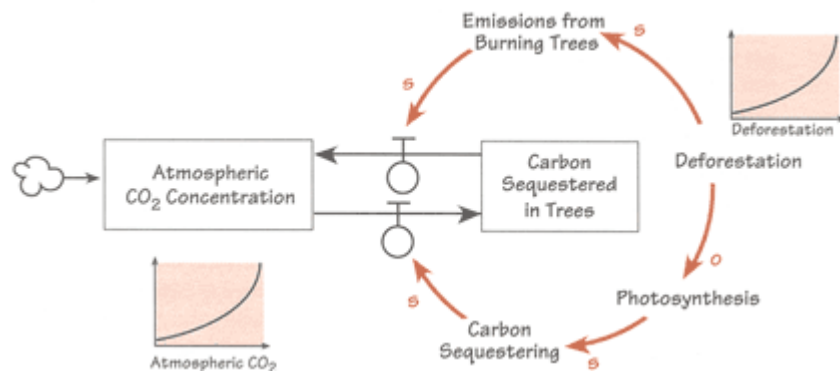 Emissions from
Burning Trees
S
S
Deforestation
Atmospheric
CO₂ Concentration
Carbon
Sequestered
in Trees
Deforestation
O
Photosynthesis
S
Carbon
Sequestering
S
Atmospheric CO₂